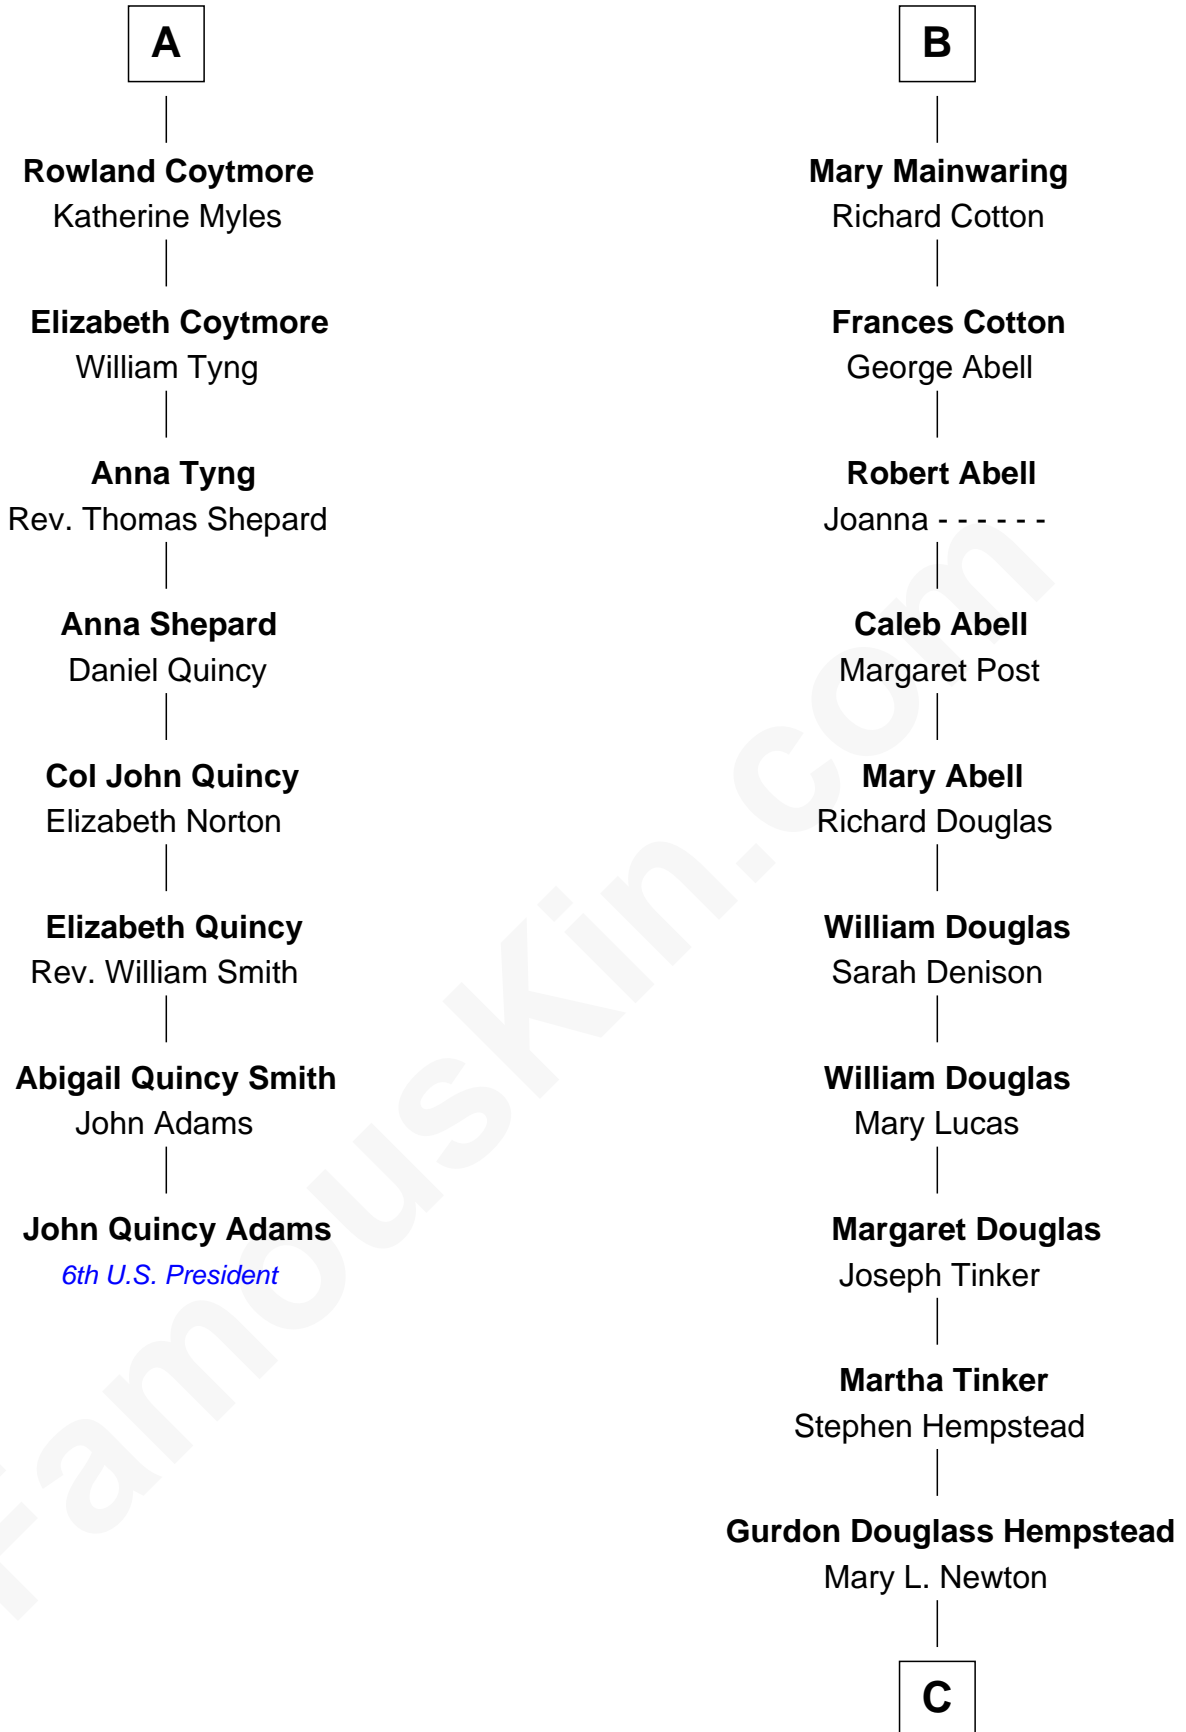 A
Rowland Coytmore
Katherine Myles
Elizabeth Coytmore
William Tyng
Anna Tyng
Rev. Thomas Shepard
Anna Shepard
Daniel Quincy
Col John Quincy
Elizabeth Norton
Elizabeth Quincy
Rev. William Smith
Abigail Quincy Smith
John Adams
John Quincy Adams
6th U.S. President
B
Mary Mainwaring
Richard Cotton
Frances Cotton
George Abell
Robert Abell
Joanna - - - - - -
Caleb Abell
Margaret Post
Mary Abell
Richard Douglas
William Douglas
Sarah Denison
William Douglas
Mary Lucas
Margaret Douglas
Joseph Tinker
Martha Tinker
Stephen Hempstead
Gurdon Douglass Hempstead
Mary L. Newton
C
FamousKin.com